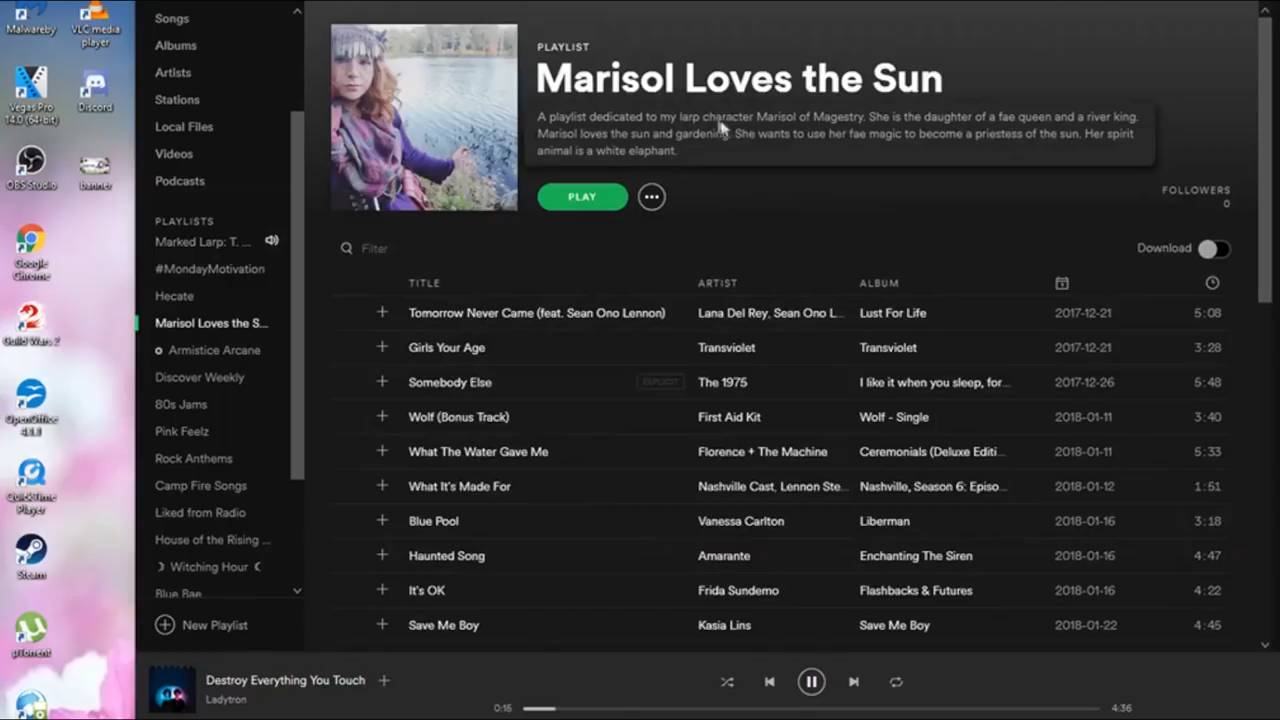 Malwareby
VLC media
player
Vegas Pro
14.0 (64-bit)
Discord
OBS Studio
banner
Google
Chrome
Guild Wars 2
OpenOffice
4.1.1
QuickTime
Player
Steam
µTorrent
Songs
Albums
Artists
Stations
Local Files
Videos
Podcasts
PLAYLISTS
Marked Larp: T. ...
#MondayMotivation
Hecate
Marisol Loves the S...
Armistice Arcane
Discover Weekly
80s Jams
Pink Feelz
Rock Anthems
Camp Fire Songs
Liked from Radio
House of the Rising ...
☽ Witching Hour ☾
Blue Bae
New Playlist
PLAYLIST
Marisol Loves the Sun
A playlist dedicated to my larp character Marisol of Magestry. She is the daughter of a fae queen and a river king.
Marisol loves the sun and gardening. She wants to use her fae magic to become a priestess of the sun. Her spirit
animal is a white elaphant.
PLAY
FOLLOWERS
0
Filter
Download
TITLE ARTIST ALBUM
Tomorrow Never Came (feat. Sean Ono Lennon) Lana Del Rey, Sean Ono L... Lust For Life 2017-12-21 5:08
Girls Your Age Transviolet Transviolet 2017-12-21 3:28
Somebody Else EXPLICIT The 1975 I like it when you sleep, for... 2017-12-26 5:48
Wolf (Bonus Track) First Aid Kit Wolf - Single 2018-01-11 3:40
What The Water Gave Me Florence + The Machine Ceremonials (Deluxe Editi... 2018-01-11 5:33
What It's Made For Nashville Cast, Lennon Ste... Nashville, Season 6: Episo... 2018-01-12 1:51
Blue Pool Vanessa Carlton Liberman 2018-01-16 3:18
Haunted Song Amarante Enchanting The Siren 2018-01-16 4:47
It's OK Frida Sundemo Flashbacks & Futures 2018-01-16 4:22
Save Me Boy Kasia Lins Save Me Boy 2018-01-22 4:45
Destroy Everything You Touch
Ladytron
0:15 4:36